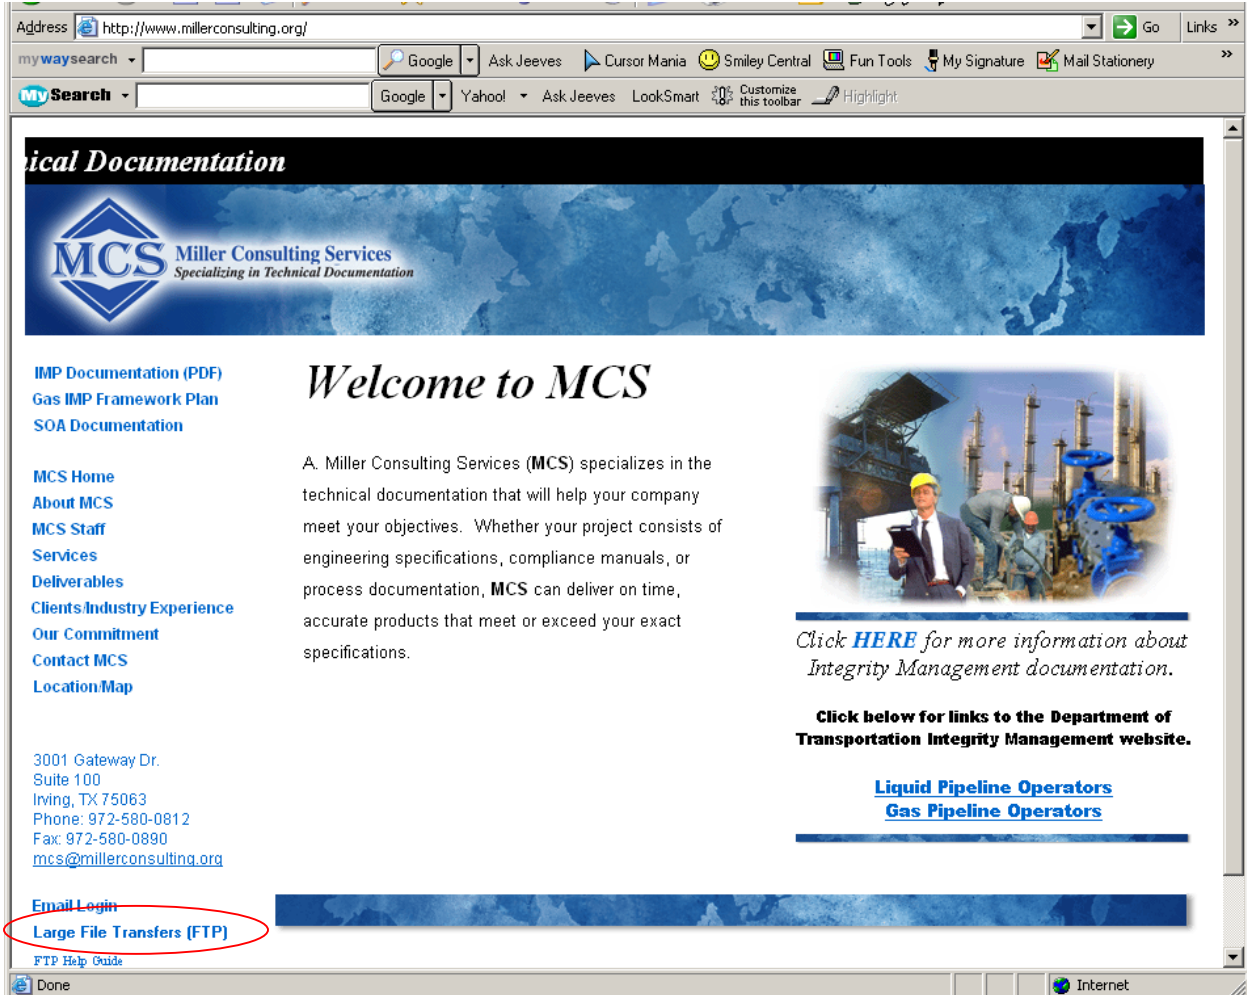 Address http://www.millerconsulting.org/ Go Links »
mywaysearch Google Ask Jeeves Cursor Mania Smiley Central Fun Tools My Signature Mail Stationery »
My Search Google Yahoo! Ask Jeeves LookSmart Customize this toolbar Highlight
ical Documentation
MCS Miller Consulting Services
Specializing in Technical Documentation
IMP Documentation (PDF)
Gas IMP Framework Plan
SOA Documentation
MCS Home
About MCS
MCS Staff
Services
Deliverables
Clients/Industry Experience
Our Commitment
Contact MCS
Location/Map
3001 Gateway Dr.
Suite 100
Irving, TX 75063
Phone: 972-580-0812
Fax: 972-580-0890
mcs@millerconsulting.org
Email Login
Large File Transfers (FTP)
FTP Help Guide
Welcome to MCS
A. Miller Consulting Services (MCS) specializes in the
technical documentation that will help your company
meet your objectives. Whether your project consists of
engineering specifications, compliance manuals, or
process documentation, MCS can deliver on time,
accurate products that meet or exceed your exact
specifications.
Click HERE for more information about
Integrity Management documentation.
Click below for links to the Department of
Transportation Integrity Management website.
Liquid Pipeline Operators
Gas Pipeline Operators
Done Internet